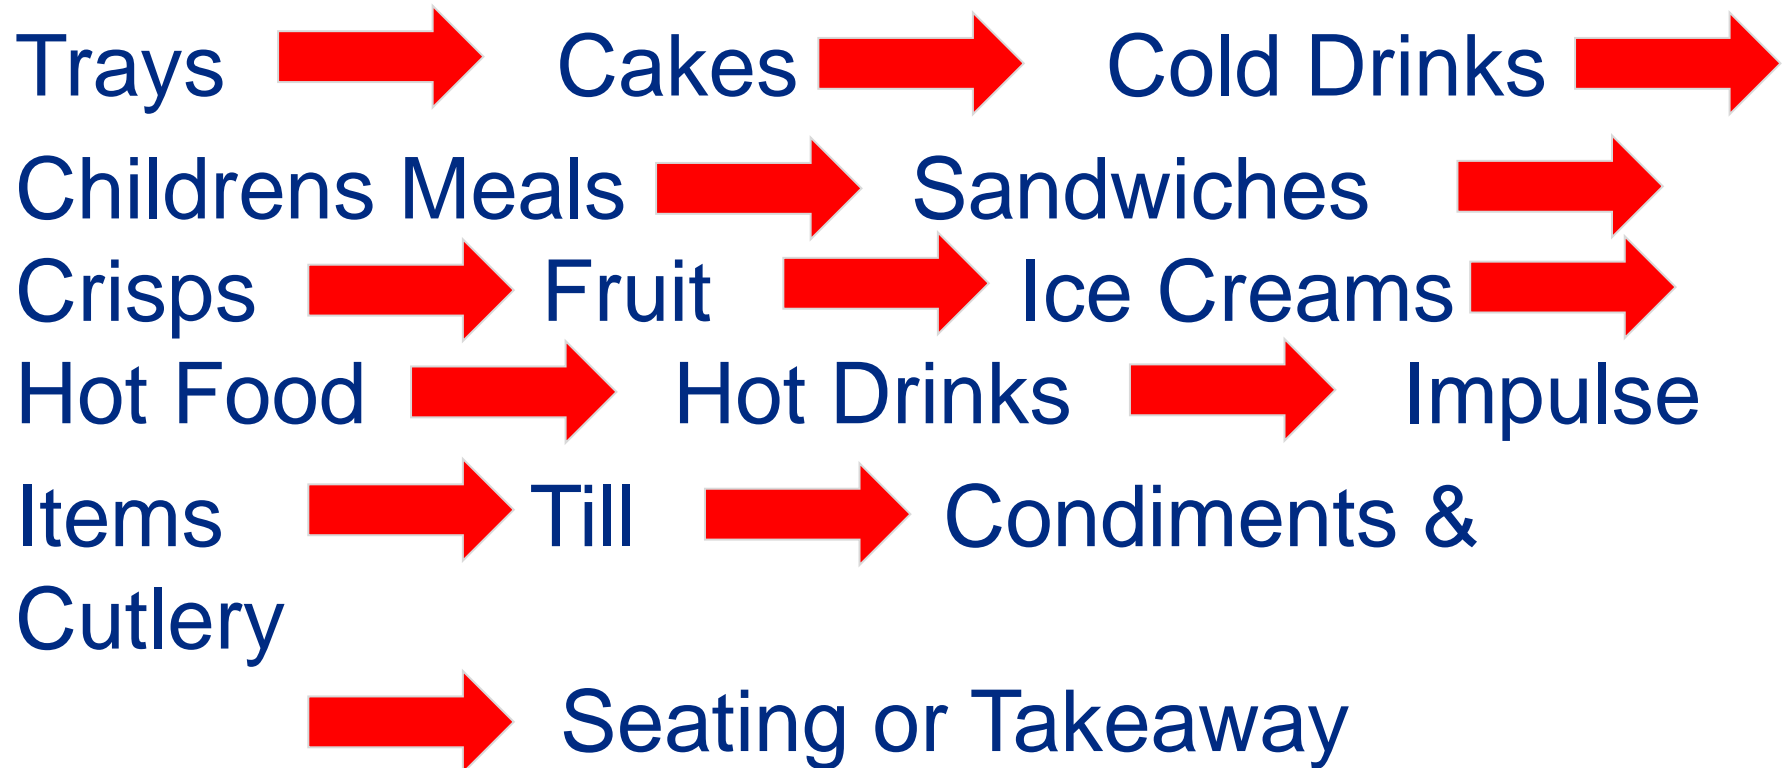 Trays Cakes Cold Drinks
Childrens Meals Sandwiches
Crisps Fruit Ice Creams
Hot Food Hot Drinks Impulse
Items Till Condiments &
Cutlery
Seating or Takeaway